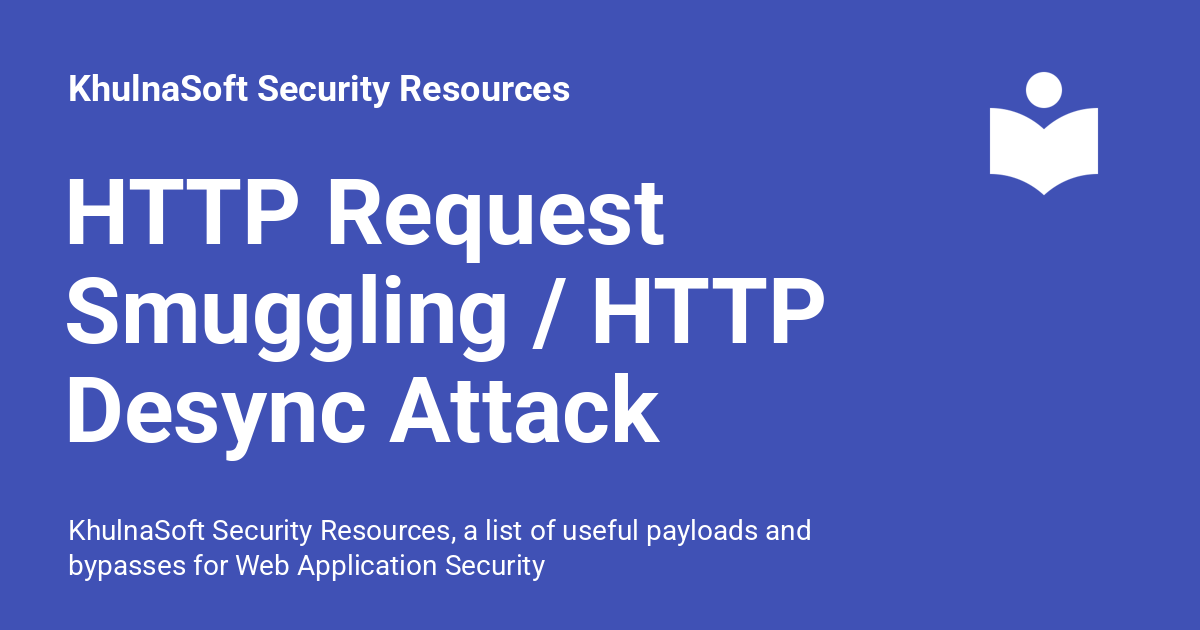 KhulnaSoft Security Resources
HTTP Request
Smuggling / HTTP
Desync Attack
KhulnaSoft Security Resources, a list of useful payloads and
bypasses for Web Application Security